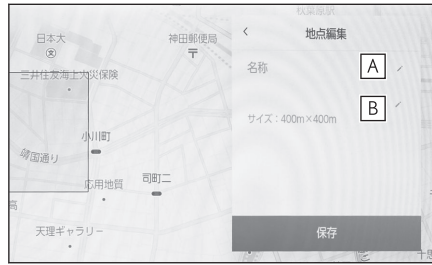 秋葉原駅
日本大
文
神田郵便局
〒
三井住友海上火災保険
小川町
靖国通り
応用地質
司町二
高
天理ギャラリー
<
地点編集
名称
A
B
サイズ：400m×400m
保存